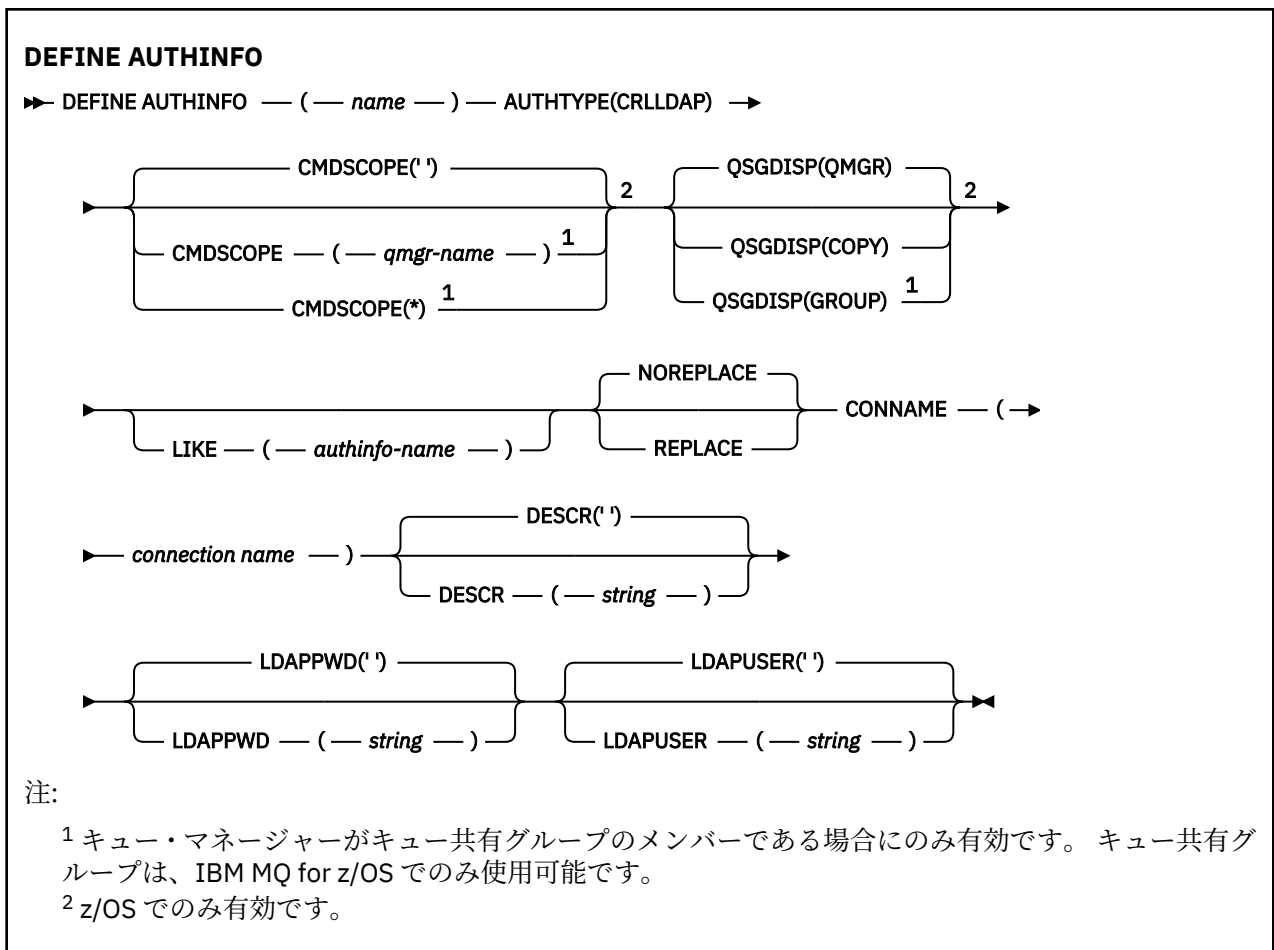 DEFINE AUTHINFO
DEFINE AUTHINFO ( name ) AUTHTYPE(CRLLDAP)
CMDSCOPE(' ') QSGDISP(QMGR)
2 2
CMDSCOPE ( qmgr-name ) 1 QSGDISP(COPY)
CMDSCOPE(*) 1 QSGDISP(GROUP) 1
NOREPLACE
CONNAME (
LIKE ( authinfo-name ) REPLACE
DESCR(' ')
connection name )
DESCR ( string )
LDAPPWD(' ') LDAPUSER(' ')
LDAPPWD ( string ) LDAPUSER ( string )
注:
1 キュー・マネージャーがキュー共有グループのメンバーである場合にのみ有効です。 キュー共有グ
ループは、IBM MQ for z/OS でのみ使用可能です。
2 z/OS でのみ有効です。